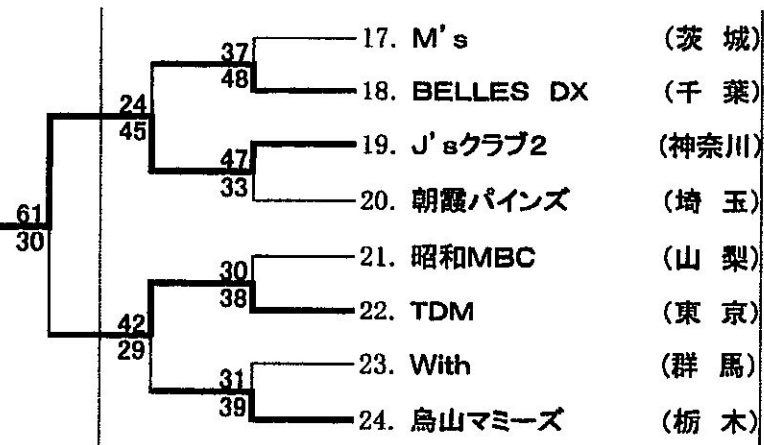 37
17. M's (茨 城)
48
18. BELLES DX (千 葉)
24
45
47
19. J'sクラブ2 (神奈川)
33
20. 朝霞パインズ (埼 玉)
61
30
30
21. 昭和MBC (山 梨)
38
22. TDM (東 京)
42
29
31
23. With (群 馬)
39
24.烏山マミーズ (栃 木)